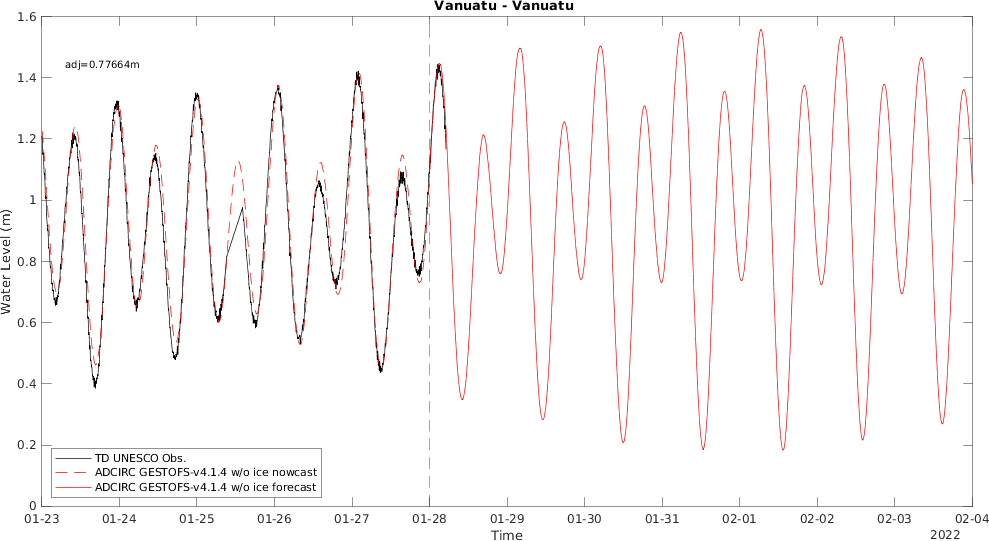 Vanuatu - Vanuatu
adj=0.77664m
Water Level (m)
1.6
1.4
1.2
1
0.8
0.6
0.4
0.2
0
TD UNESCO Obs.
ADCIRC GESTOFS-v4.1.4 w/o ice nowcast
ADCIRC GESTOFS-v4.1.4 w/o ice forecast
01-23 01-24 01-25 01-26 01-27 01-28 01-29 01-30 01-31 02-01 02-02 02-03 02-04
Time
2022